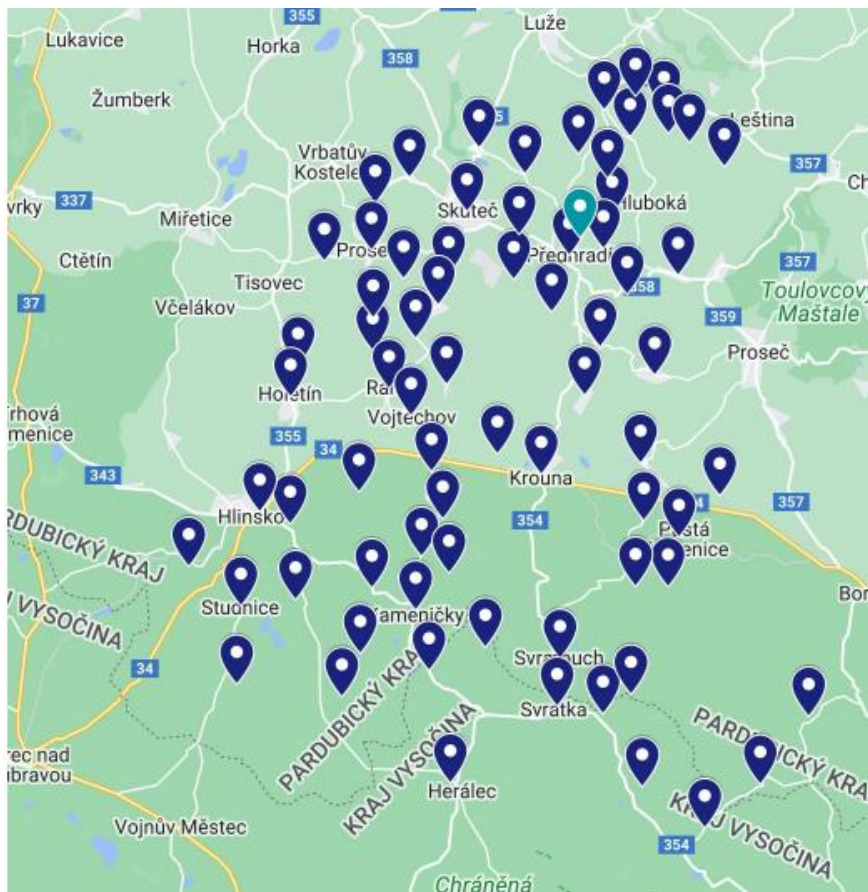 355
Luže
Lukavice
Horka
358
Žumberk
Leština
Vrbatův
Kostelec
357
337
Miřetice
Skuteč
Hluboká
Ctětín
Předhradí
357
Tisovec
358
37
Včelákov
Toulovcovy
Maštale
359
Proseč
Holetín
Vojtěchov
355
34
343
Krouna
Hlinsko
354
357
PARDUBICKÝ KRAJ
Studnice
Kameničky
KRAJ VYSOČINA
34
Svratouch
Svratka
PARDUBICKÝ KRAJ
KRAJ VYSOČINA
PARDUBICKÝ KRAJ
KRAJ VYSOČINA
Herálec
Vojnův Městec
354
Chráněná